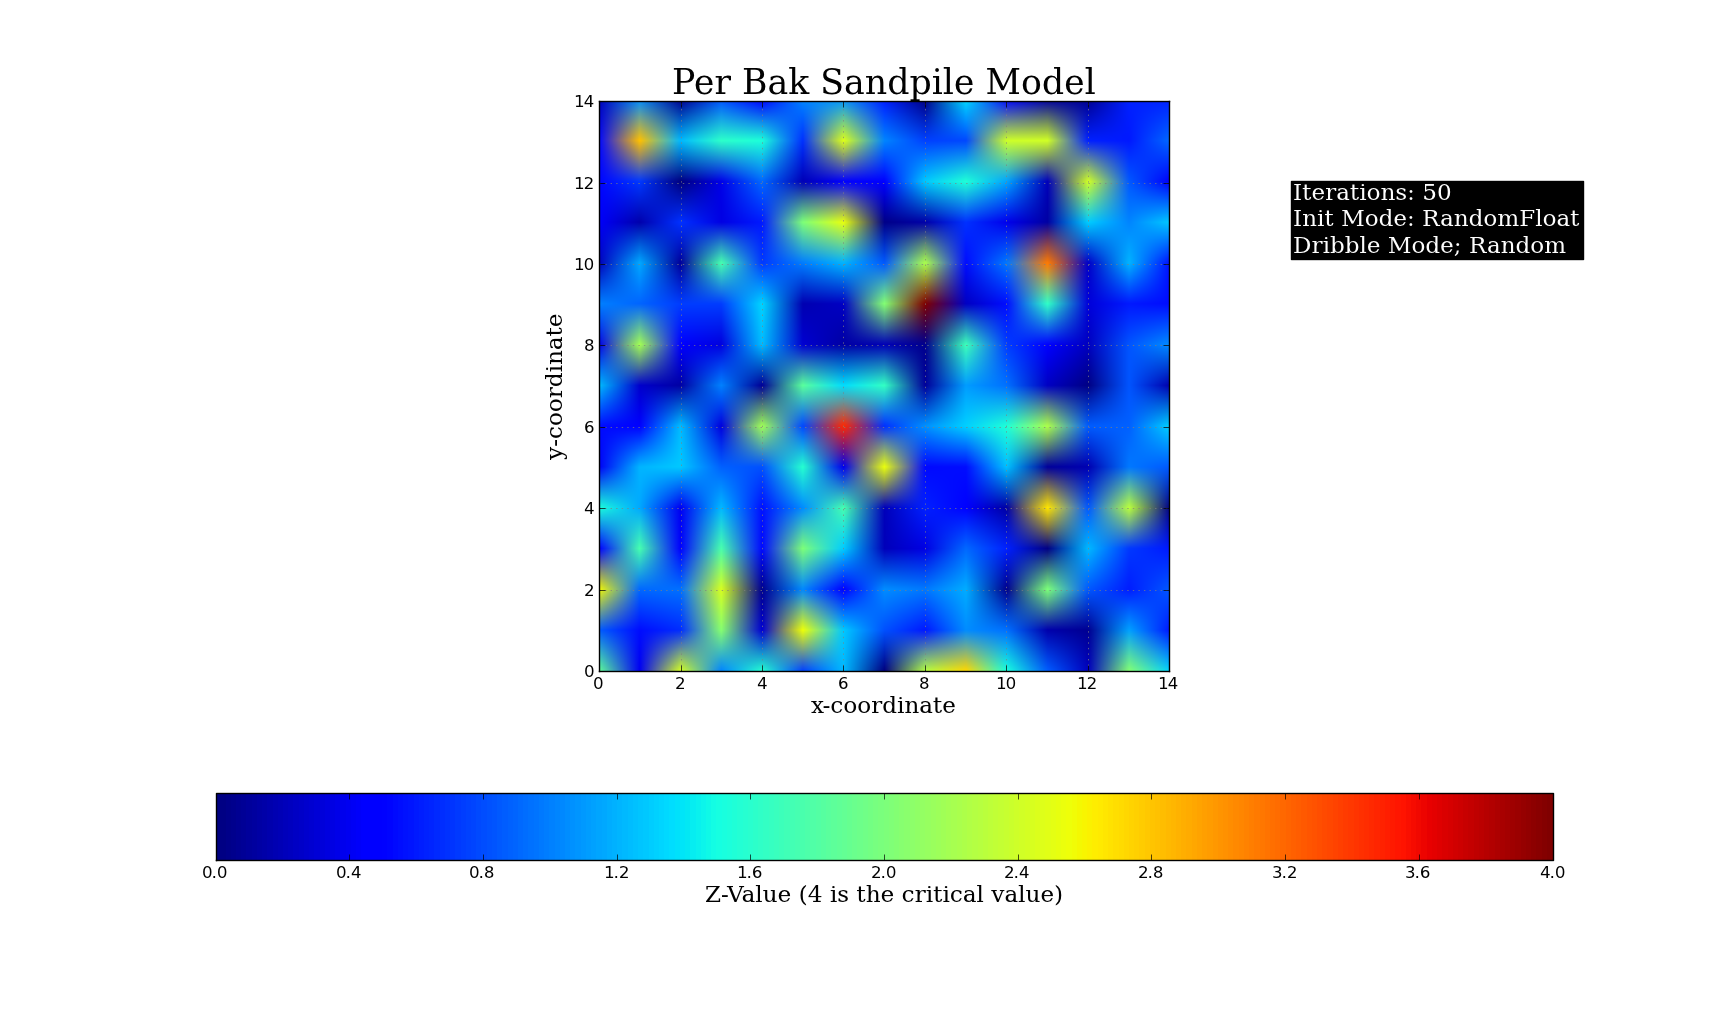 Per Bak Sandpile Model
14
12
10
8
6
4
2
0
y-coordinate
0 2 4 6 8 10 12 14
x-coordinate
Iterations: 50
Init Mode: RandomFloat
Dribble Mode; Random
0.0 0.4 0.8 1.2 1.6 2.0 2.4 2.8 3.2 3.6 4.0
Z-Value (4 is the critical value)